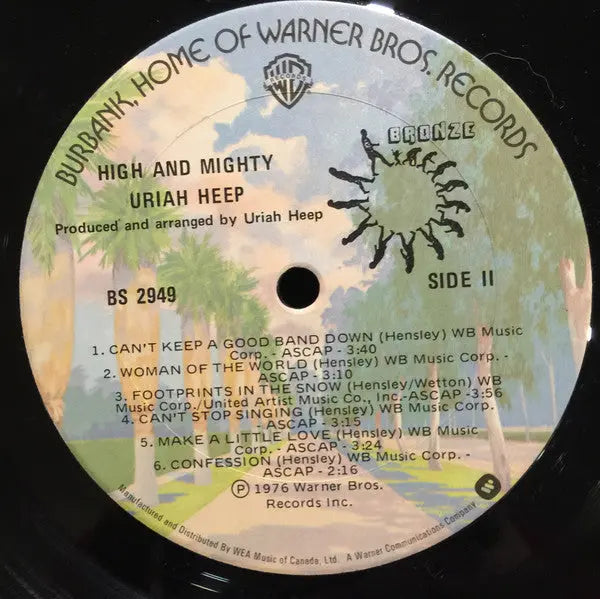 BURBANK, HOME OF WARNER BROS. RECORDS
RECORDS
BRONZE
HIGH AND MIGHTY
URIAH HEEP
Produced and arranged by Uriah Heep
BS 2949
SIDE II
1. CAN'T KEEP A GOOD BAND DOWN (Hensley) WB Music
Corp. - ASCAP - 3:40
2. WOMAN OF THE WORLD (Hensley) WB Music Corp. -
ASCAP - 3:10
3. FOOTPRINTS IN THE SNOW (Hensley/Wetton) WB
Music Corp./United Artist Music Co., Inc.-ASCAP -3:56
4. CAN'T STOP SINGING (Hensley) WB Music Corp.
- ASCAP - 3:15
5. MAKE A LITTLE LOVE (Hensley) WB Music
Corp. - ASCAP - 3:24
6. CONFESSION (Hensley) WB Music Corp. -
ASCAP - 2:16
Ⓟ 1976 Warner Bros.
Records Inc.
Manufactured and Distributed By WEA Music of Canada, Ltd. A Warner Communications Company